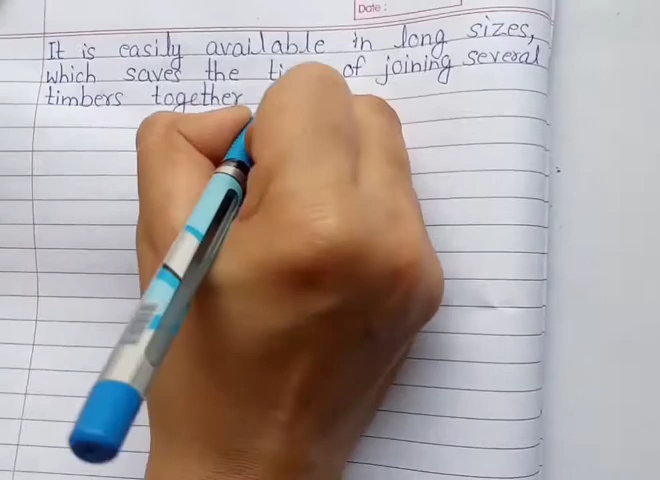 Date :
It is easily available in long sizes,
which saves the of joining several
timbers together